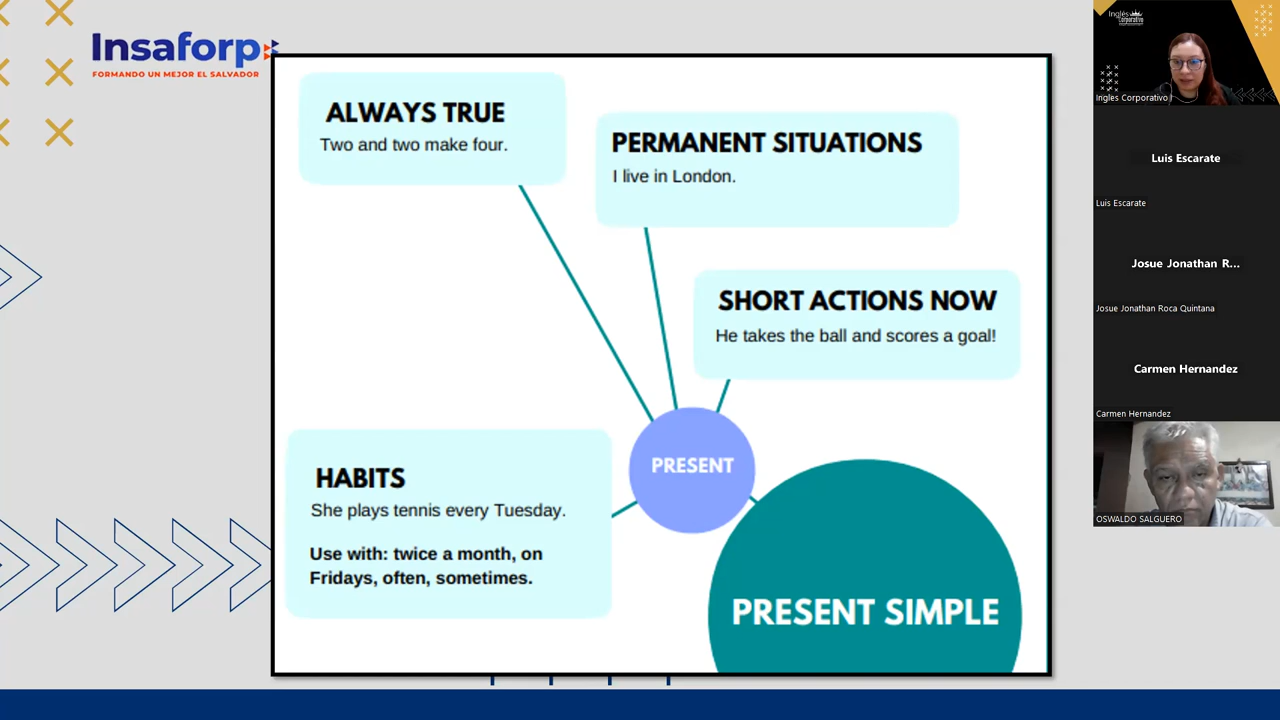 Insaforp
FORMANDO UN MEJOR EL SALVADOR
ALWAYS TRUE
Two and two make four.
PERMANENT SITUATIONS
I live in London.
SHORT ACTIONS NOW
He takes the ball and scores a goal!
PRESENT
HABITS
She plays tennis every Tuesday.
Use with: twice a month, on
Fridays, often, sometimes.
PRESENT SIMPLE
Inglés
Corporativo
Ingles Corporativo I
Luis Escarate
Luis Escarate
Josue Jonathan R...
Josue Jonathan Roca Quintana
Carmen Hernandez
Carmen Hernandez
OSWALDO SALGUERO